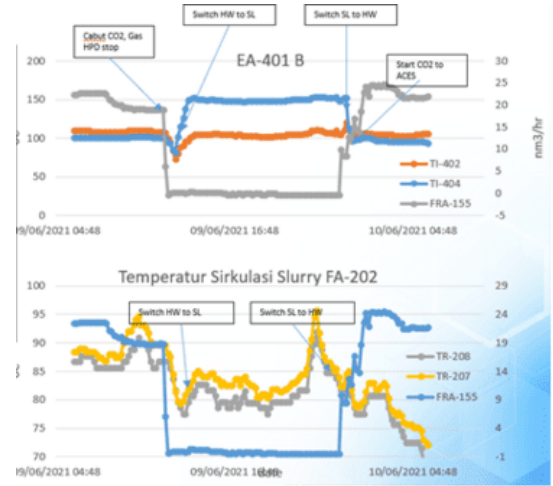 Switch HW to SL
Switch SL to HW
Cabut CO2, Gas
HPD stop
EA-401 B
Start CO2 to
ACES
200
150
100
50
0
30
25
20
15
10
5
0
-5
nm3/hr
TI-402
TI-404
FRA-155
09/06/2021 04:48
09/06/2021 16:48
10/06/2021 04:48
Temperatur Sirkulasi Slurry FA-202
Switch HW to SL
Switch SL to HW
100
95
90
85
80
75
70
29
24
19
14
9
4
-1
TR-208
TR-207
FRA-155
09/06/2021 04:48
09/06/2021 16:48
10/06/2021 04:48
date